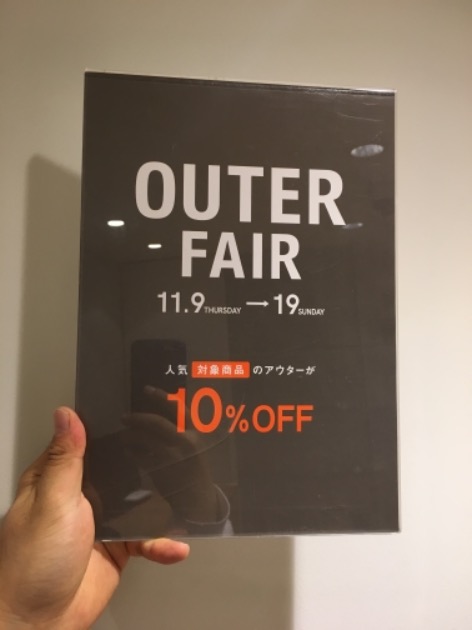 OUTER
FAIR
11.9 THURSDAY → 19 SUNDAY
人気 対象商品 のアウターが
10%OFF